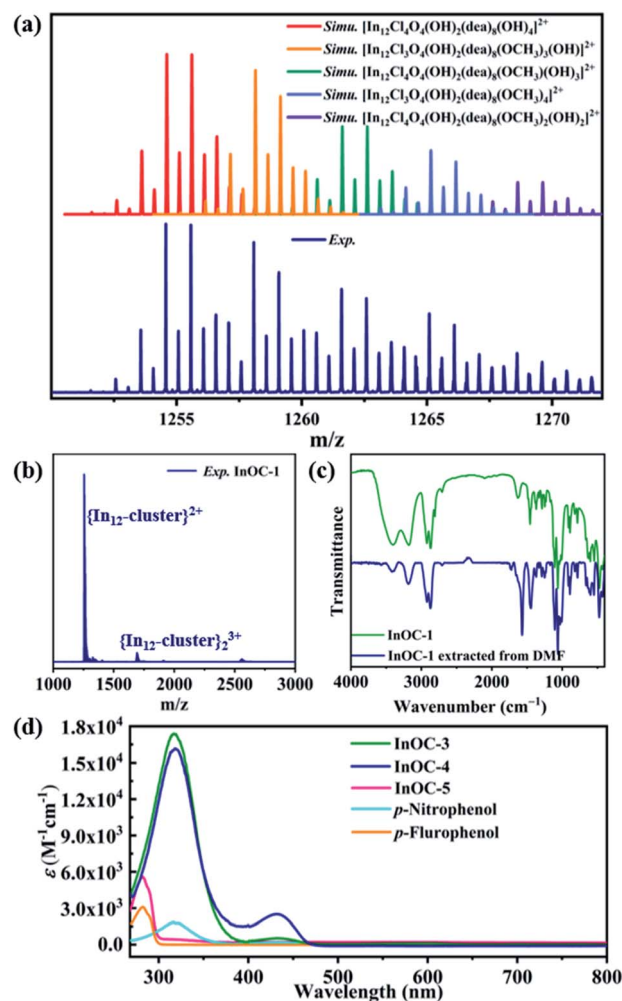 (a)
Simu. [In₁₂Cl₄O₄(OH)₂(dea)₈(OH)₄]²⁺
Simu. [In₁₂Cl₃O₄(OH)₂(dea)₈(OCH₃)₃(OH)]²⁺
Simu. [In₁₂Cl₄O₄(OH)₂(dea)₈(OCH₃)(OH)₃]²⁺
Simu. [In₁₂Cl₃O₄(OH)₂(dea)₈(OCH₃)₄]²⁺
Simu. [In₁₂Cl₄O₄(OH)₂(dea)₈(OCH₃)₂(OH)₂]²⁺
Exp.
1255 1260 1265 1270
m/z
(b)
Exp. InOC-1
{In₁₂-cluster}²⁺
{In₁₂-cluster}₂³⁺
1000 1500 2000 2500 3000
m/z
(c)
Transmittance
InOC-1
InOC-1 extracted from DMF
4000 3000 2000 1000
Wavenumber (cm⁻¹)
(d)
1.8x10⁴
1.5x10⁴
1.2x10⁴
9.0x10³
6.0x10³
3.0x10³
0.0
ε (M⁻¹cm⁻¹)
InOC-3
InOC-4
InOC-5
p-Nitrophenol
p-Flurophenol
300 400 500 600 700 800
Wavelength (nm)